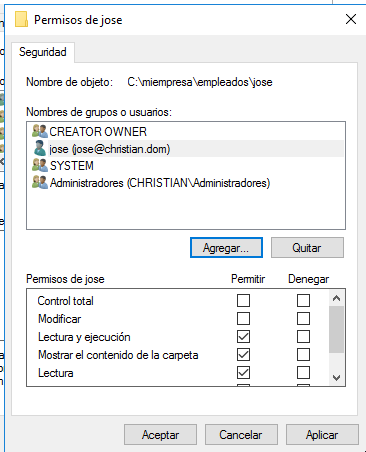 Permisos de jose
Seguridad
Nombre de objeto: C:\miempresa\empleados\jose
Nombres de grupos o usuarios:
CREATOR OWNER
jose (jose@christian.dom)
SYSTEM
Administradores (CHRISTIAN\Administradores)
Agregar... Quitar
Permisos de jose Permitir Denegar
Control total
Modificar
Lectura y ejecución
Mostrar el contenido de la carpeta
Lectura
Aceptar Cancelar Aplicar